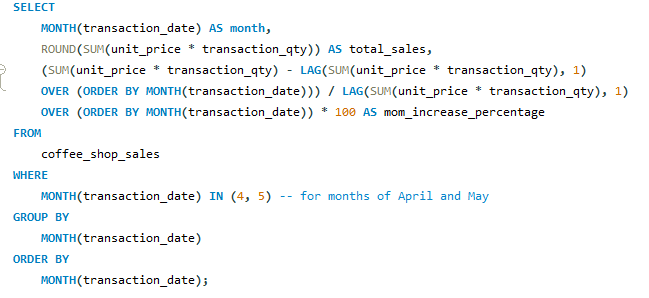 SELECT
MONTH(transaction_date) AS month,
ROUND(SUM(unit_price * transaction_qty)) AS total_sales,
(SUM(unit_price * transaction_qty) - LAG(SUM(unit_price * transaction_qty), 1)
OVER (ORDER BY MONTH(transaction_date))) / LAG(SUM(unit_price * transaction_qty), 1)
OVER (ORDER BY MONTH(transaction_date)) * 100 AS mom_increase_percentage
FROM
coffee_shop_sales
WHERE
MONTH(transaction_date) IN (4, 5) -- for months of April and May
GROUP BY
MONTH(transaction_date)
ORDER BY
MONTH(transaction_date);